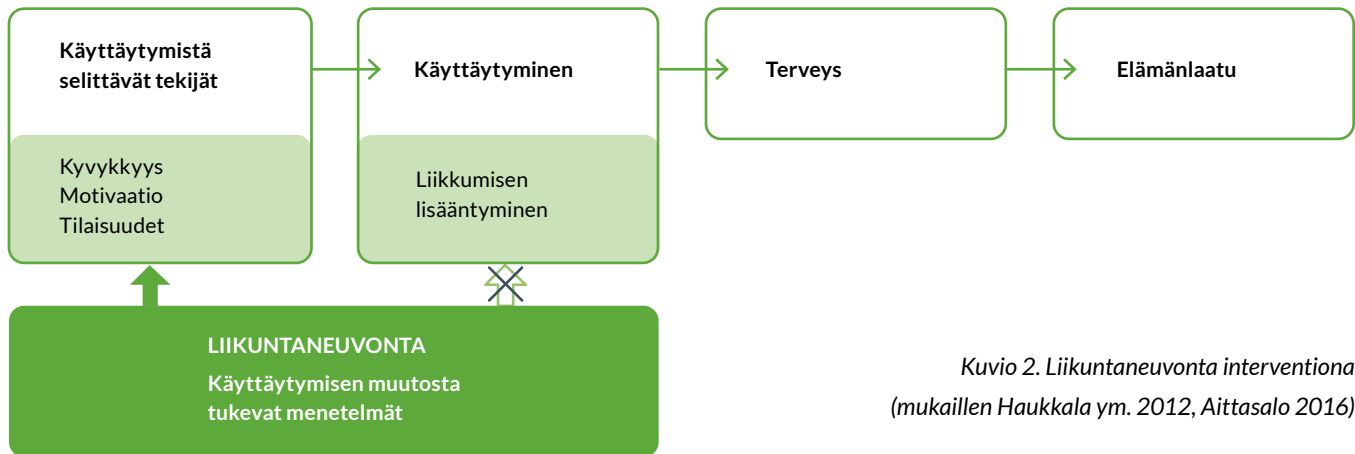 Käyttäytymistä
selittävät tekijät
Kyvykkyys
Motivaatio
Tilaisuudet
Käyttäytyminen
Liikkumisen
lisääntyminen
Terveys
Elämänlaatu
LIIKUNTANEUVONTA
Käyttäytymisen muutosta
tukevat menetelmät
Kuvio 2. Liikuntaneuvonta interventiona
(mukaillen Haukkala ym. 2012, Aittasalo 2016)